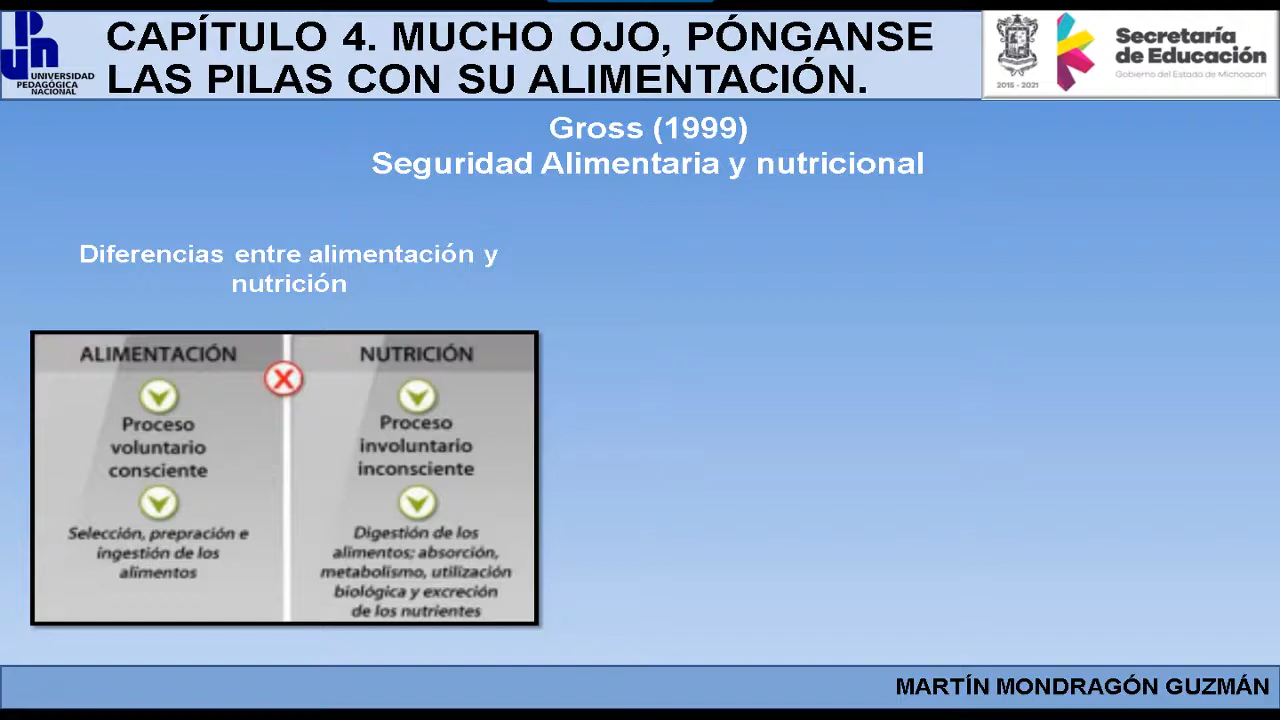 CAPÍTULO 4. MUCHO OJO, PÓNGANSE
LAS PILAS CON SU ALIMENTACIÓN.
UNIVERSIDAD
PEDAGÓGICA
NACIONAL
2015 - 2021
Secretaría
de Educación
Gobierno del Estado de Michoacán
Gross (1999)
Seguridad Alimentaria y nutricional
Diferencias entre alimentación y
nutrición
ALIMENTACIÓN
Proceso
voluntario
consciente
Selección, prepración e
ingestión de los
alimentos
NUTRICIÓN
Proceso
involuntario
inconsciente
Digestión de los
alimentos; absorción,
metabolismo, utilización
biológica y excreción
de los nutrientes
MARTÍN MONDRAGÓN GUZMÁN